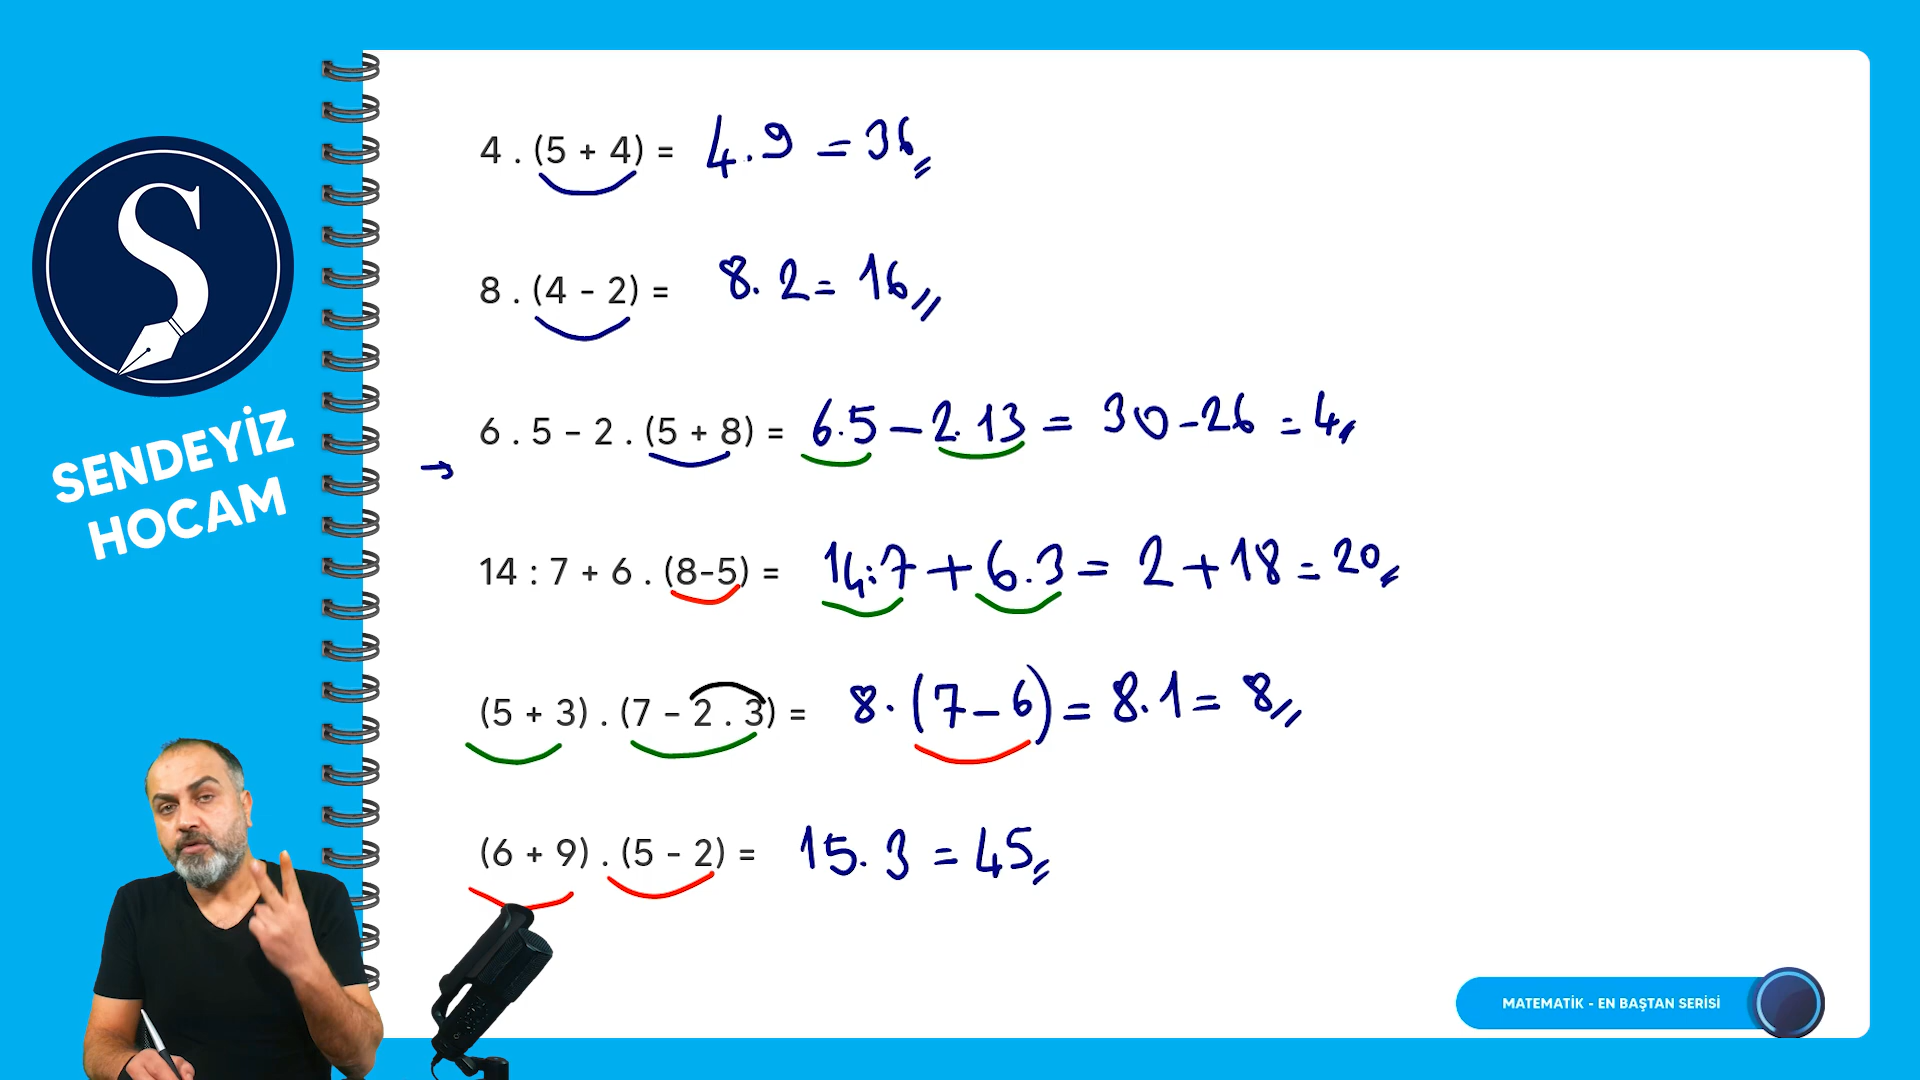 SENDEYİZ
HOCAM
4 . (5 + 4) = 4.9 = 36
8 . (4 - 2) = 8.2 = 16
6 . 5 - 2 . (5 + 8) = 6.5 - 2.13 = 30 - 26 = 4
14 : 7 + 6 . (8-5) = 14:7 + 6.3 = 2 + 18 = 20
(5 + 3) . (7 - 2 . 3) = 8.(7 - 6) = 8.1 = 8
(6 + 9) . (5 - 2) = 15.3 = 45
MATEMATİK - EN BAŞTAN SERİSİ